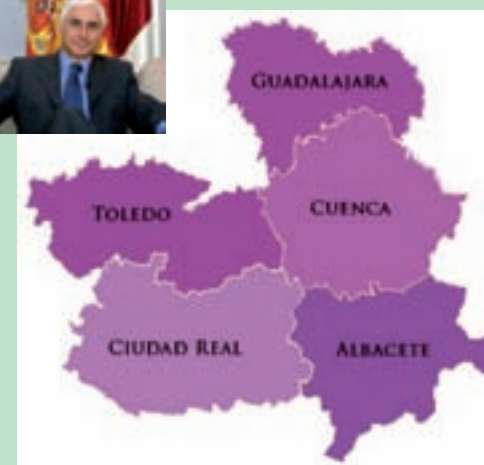 GUADALAJARA
CUENCA
TOLEDO
CIUDAD REAL
ALBACETE